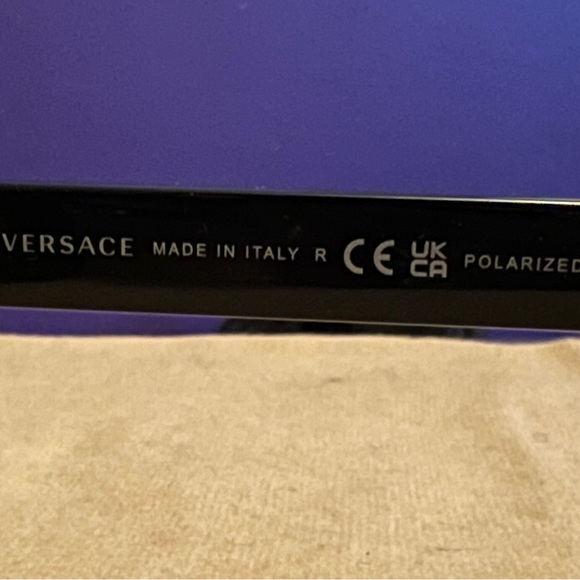 VERSACE MADE IN ITALY R CE UK CA POLARIZED